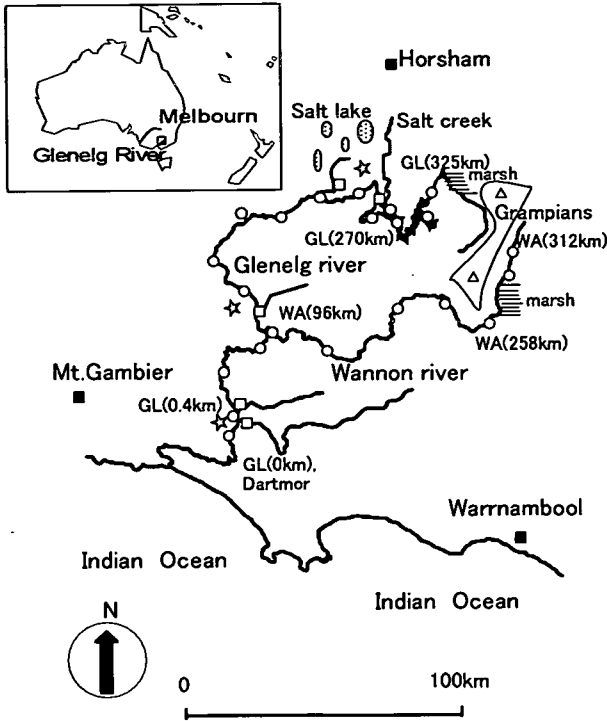 Melbourn
Glenelg River
Horsham
Salt lake
Salt creek
GL(325km)
marsh
Grampians
GL(270km)
WA(312km)
Glenelg river
WA(96km)
marsh
WA(258km)
Mt.Gambier
Wannon river
GL(0.4km)
GL(0km),
Dartmor
Warrnambool
Indian Ocean
Indian Ocean
N
0
100km